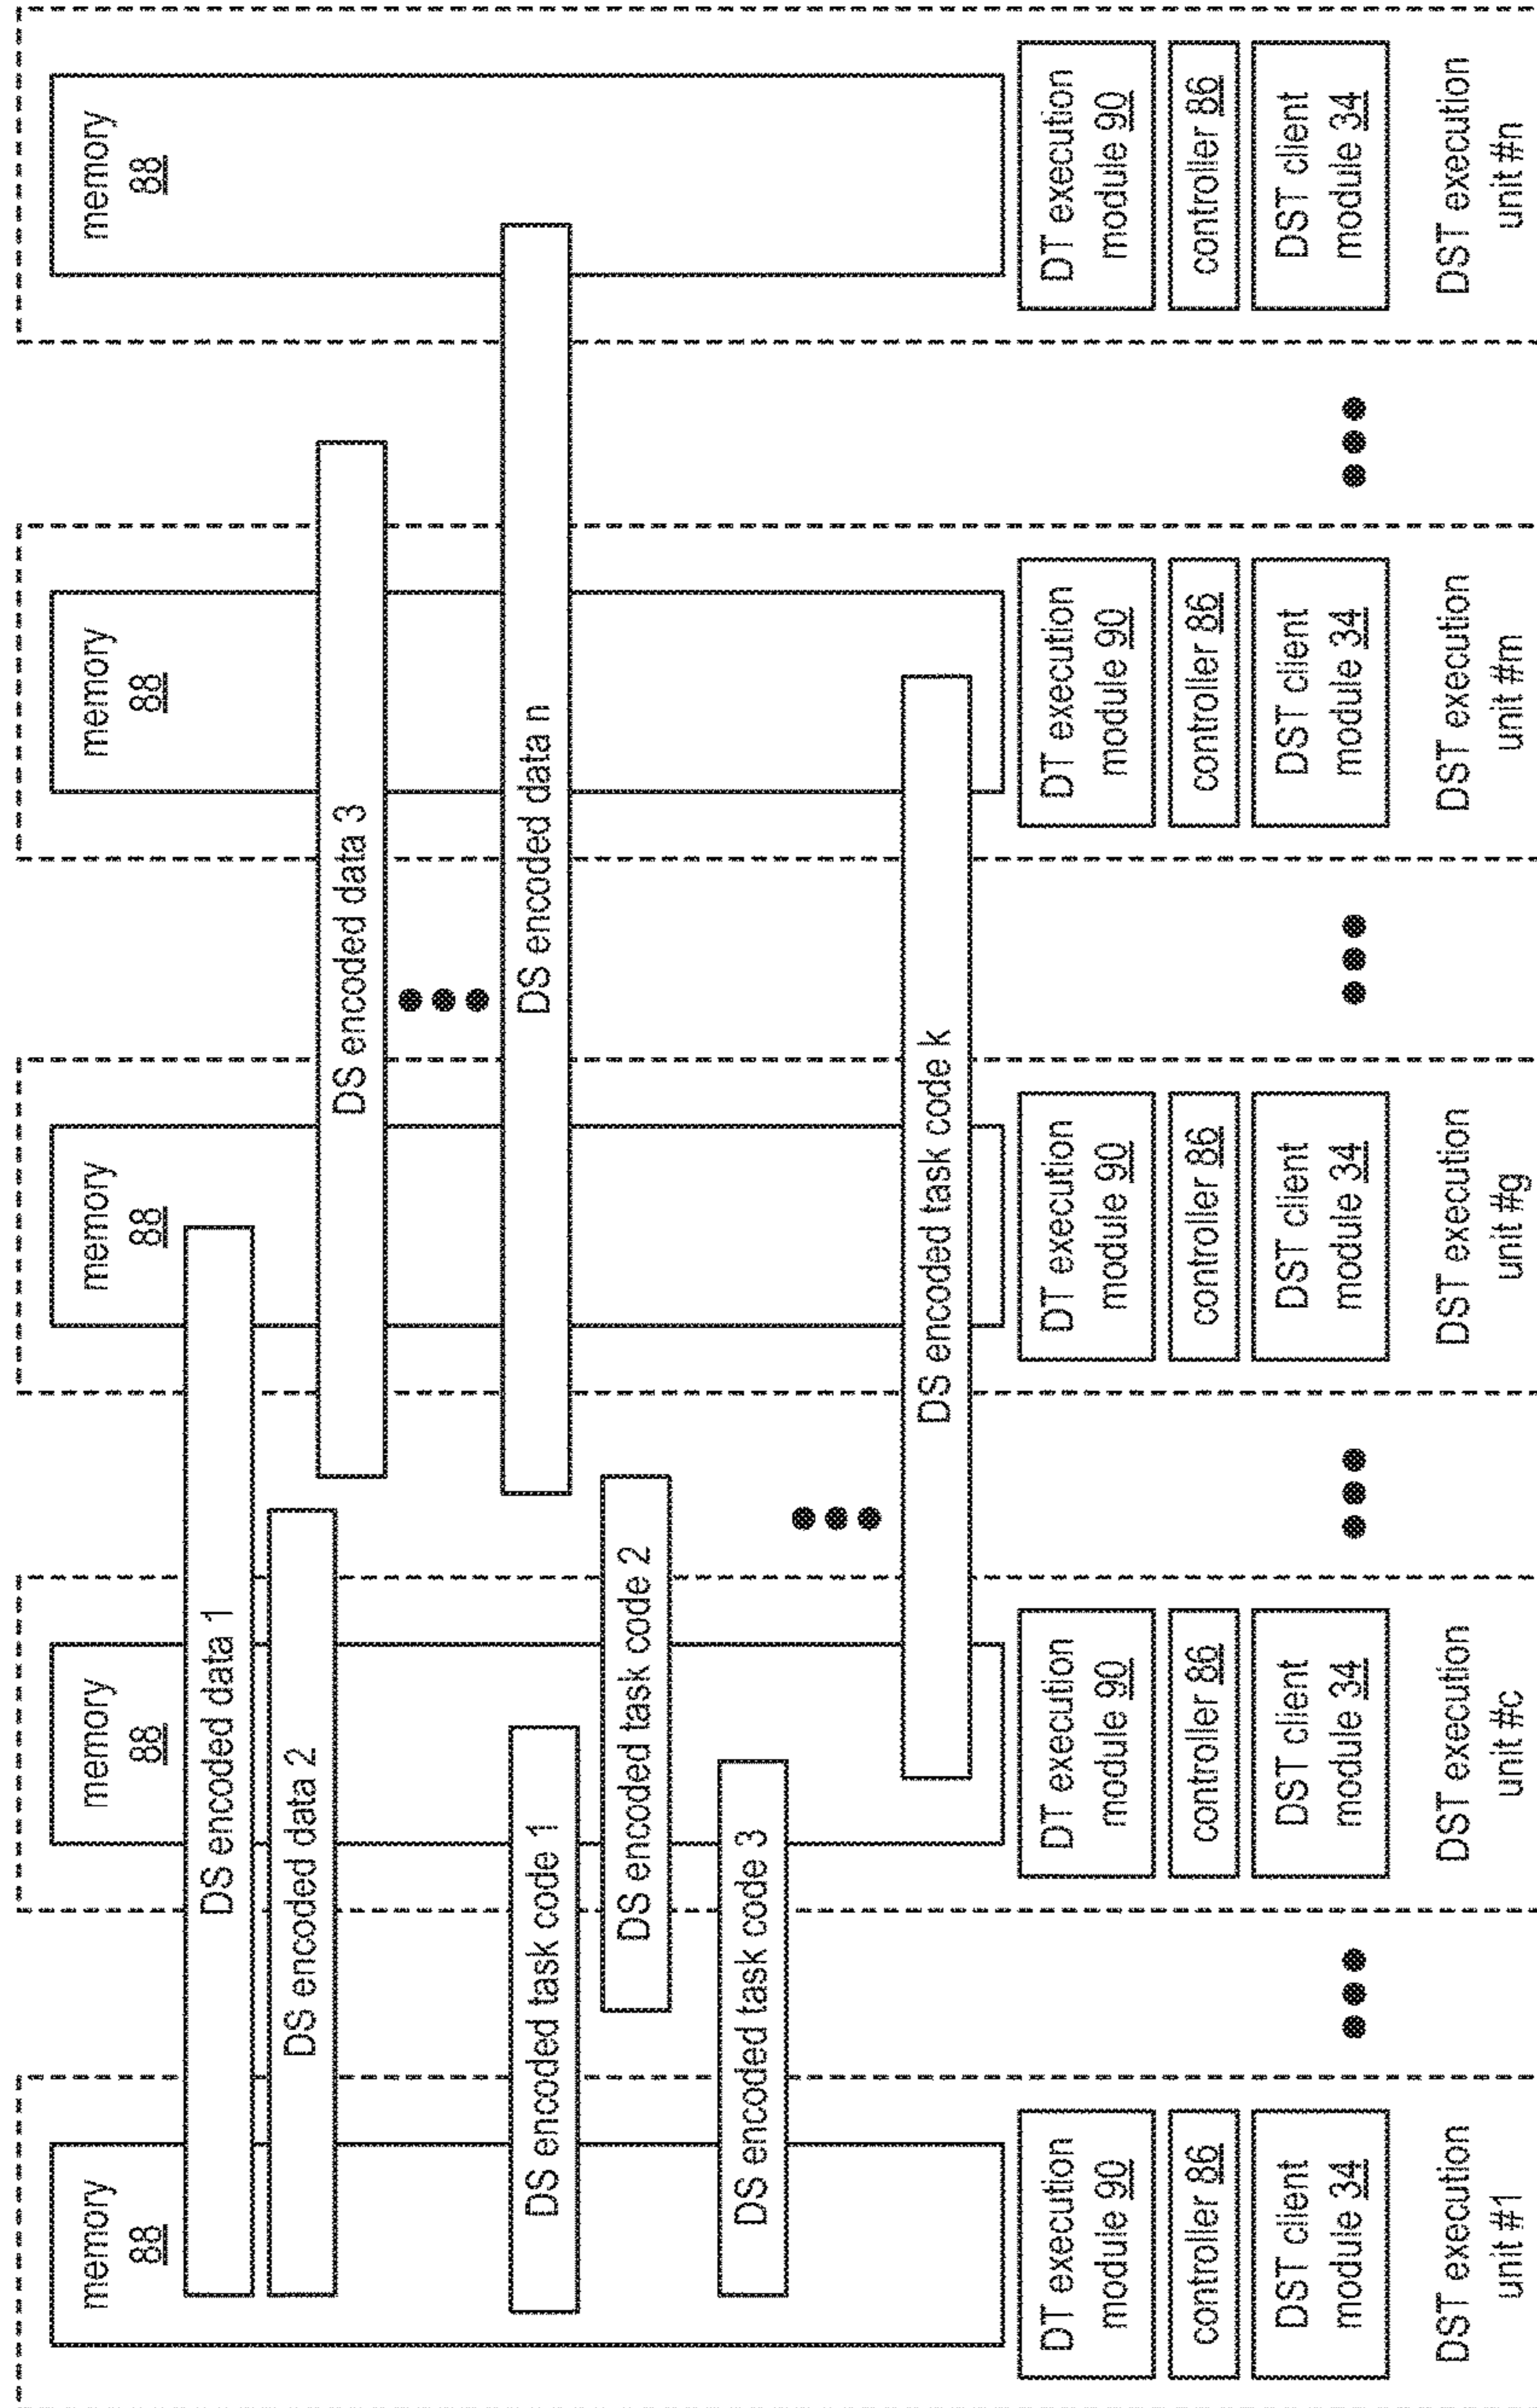 memory
88
memory
88
memory
88
memory
88
memory
88
DS encoded data 1
DS encoded data 2
DS encoded data 3
DS encoded data n
DS encoded task code 1
DS encoded task code 2
DS encoded task code 3
DS encoded task code k
DT execution
module 90
controller 86
DST client
module 34
DST execution
unit #1
DT execution
module 90
controller 86
DST client
module 34
DST execution
unit #c
DT execution
module 90
controller 86
DST client
module 34
DST execution
unit #g
DT execution
module 90
controller 86
DST client
module 34
DST execution
unit #m
DT execution
module 90
controller 86
DST client
module 34
DST execution
unit #n